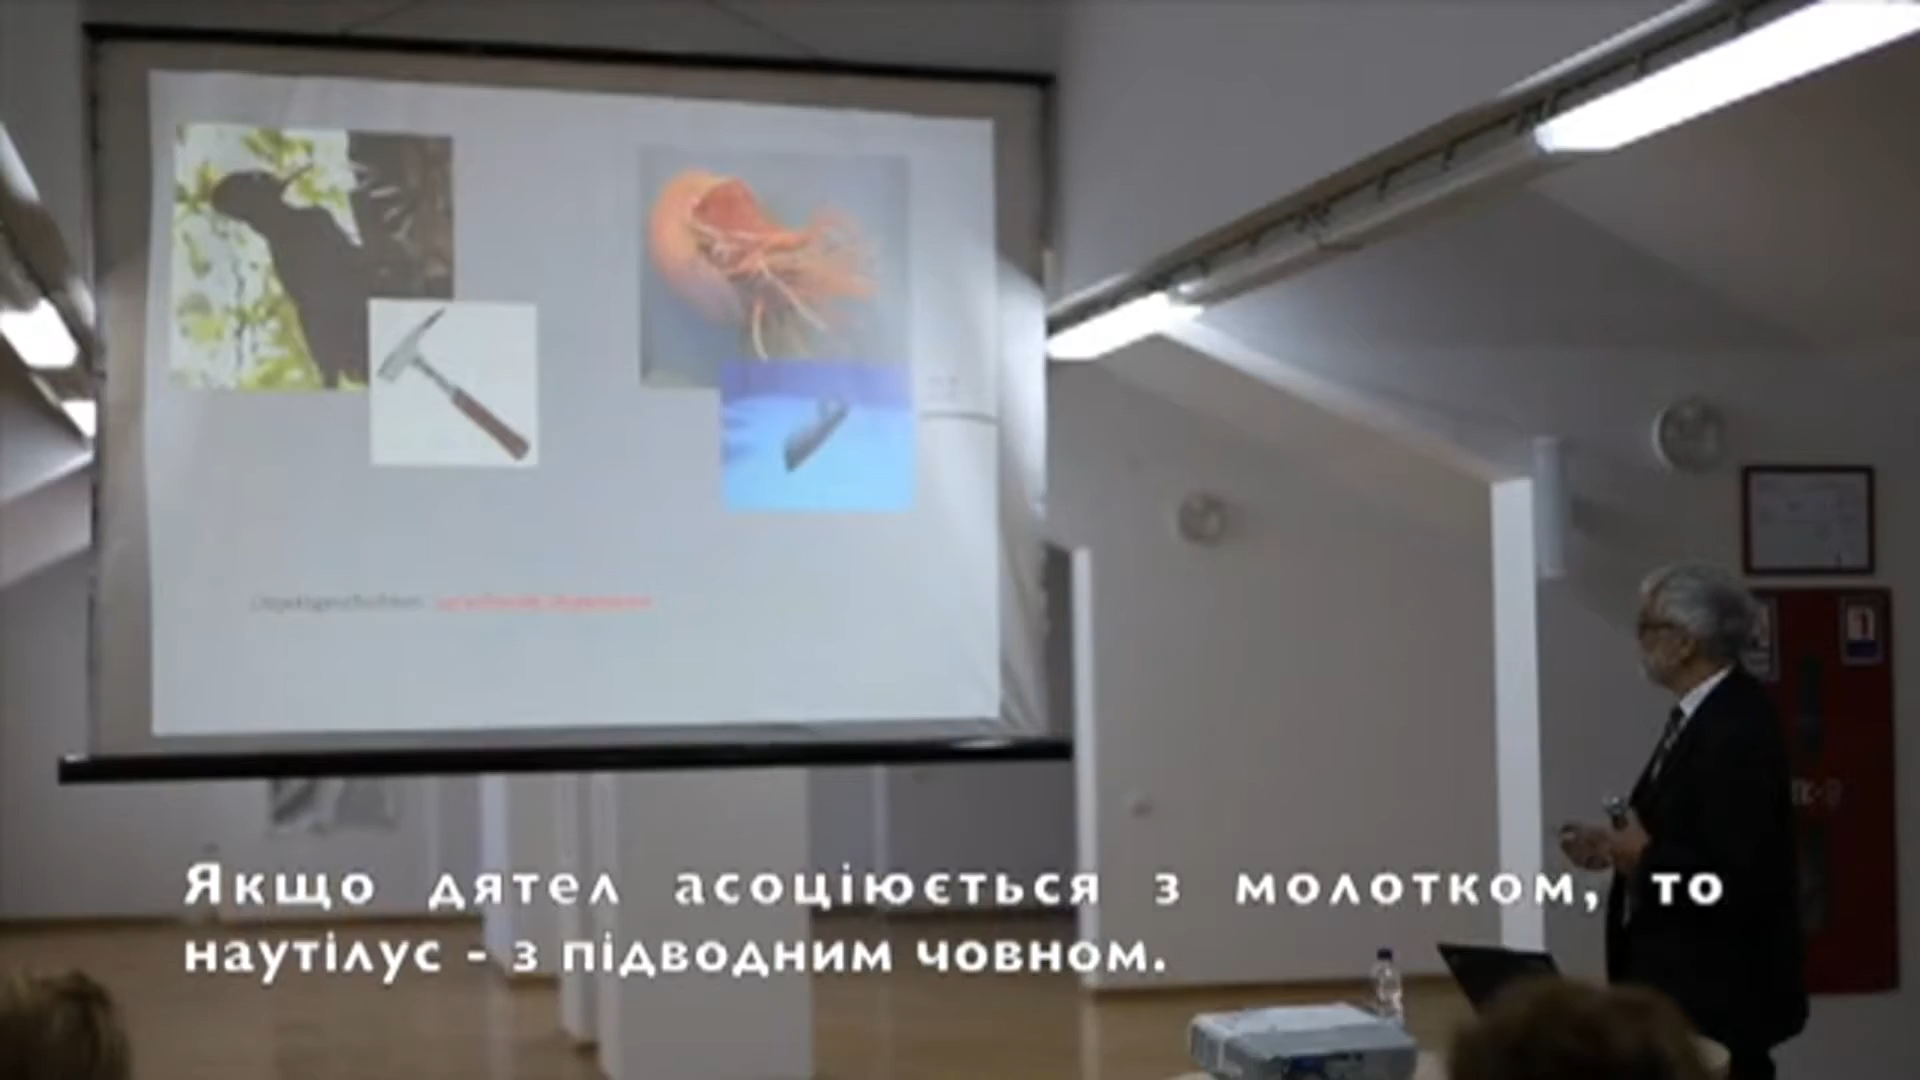 Якщо дятел асоціюється з молотком, то
наутілус - з підводним човном.